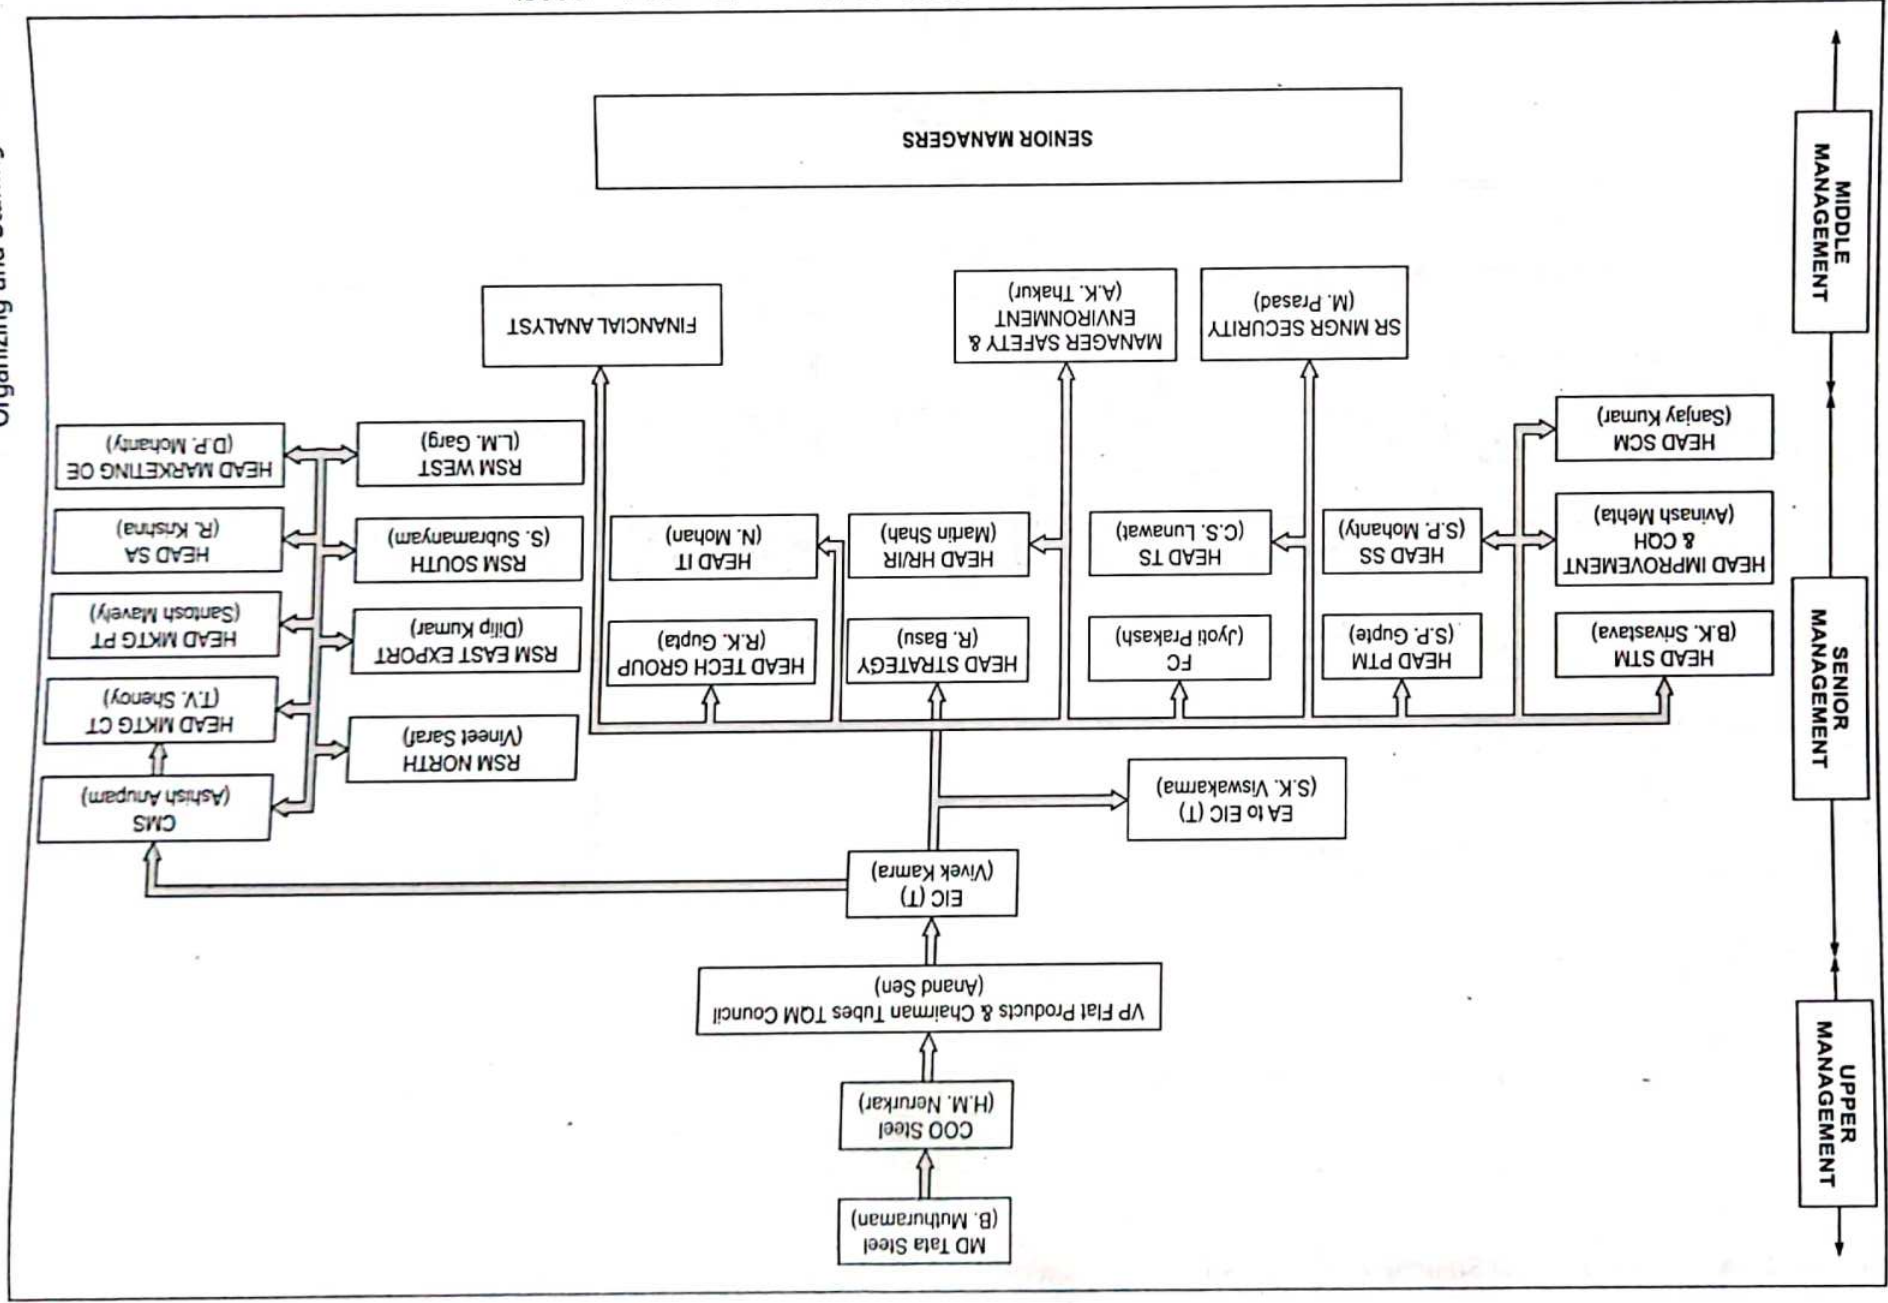 MD Tata Steel
(B. Muthuraman)
UPPER
MANAGEMENT
COO Steel
(H.M. Nerurkar)
VP Flat Products & Chairman Tubes TQM Council
(Anand Sen)
EIC (T)
(Vivek Kamra)
SENIOR
MANAGEMENT
EA to EIC (T)
(S.K. Viswakarma)
CMS
(Ashish Anupam)
RSM NORTH
(Vineet Saraf)
HEAD MKTG CT
(T.V. Shenoy)
HEAD STM
(B.K. Srivastava)
HEAD PTM
(S.P. Gupte)
FC
(Jyoti Prakash)
HEAD STRATEGY
(R. Basu)
HEAD TECH GROUP
(R.K. Gupta)
RSM EAST EXPORT
(Dilip Kumar)
HEAD MKTG PT
(Santosh Mavely)
HEAD IMPROVEMENT
& CQH
(Avinash Mehta)
HEAD SS
(S.P. Mohanty)
HEAD TS
(C.S. Lunawat)
HEAD HR/IR
(Martin Shah)
HEAD IT
(N. Mohan)
RSM SOUTH
(S. Subramanyam)
HEAD SA
(R. Krishna)
HEAD SCM
(Sanjay Kumar)
RSM WEST
(L.M. Garg)
HEAD MARKETING OE
(D.P. Mohanty)
MIDDLE
MANAGEMENT
SR MNGR SECURITY
(M. Prasad)
MANAGER SAFETY &
ENVIRONMENT
(A.K. Thakur)
FINANCIAL ANALYST
SENIOR MANAGERS
Organizing and